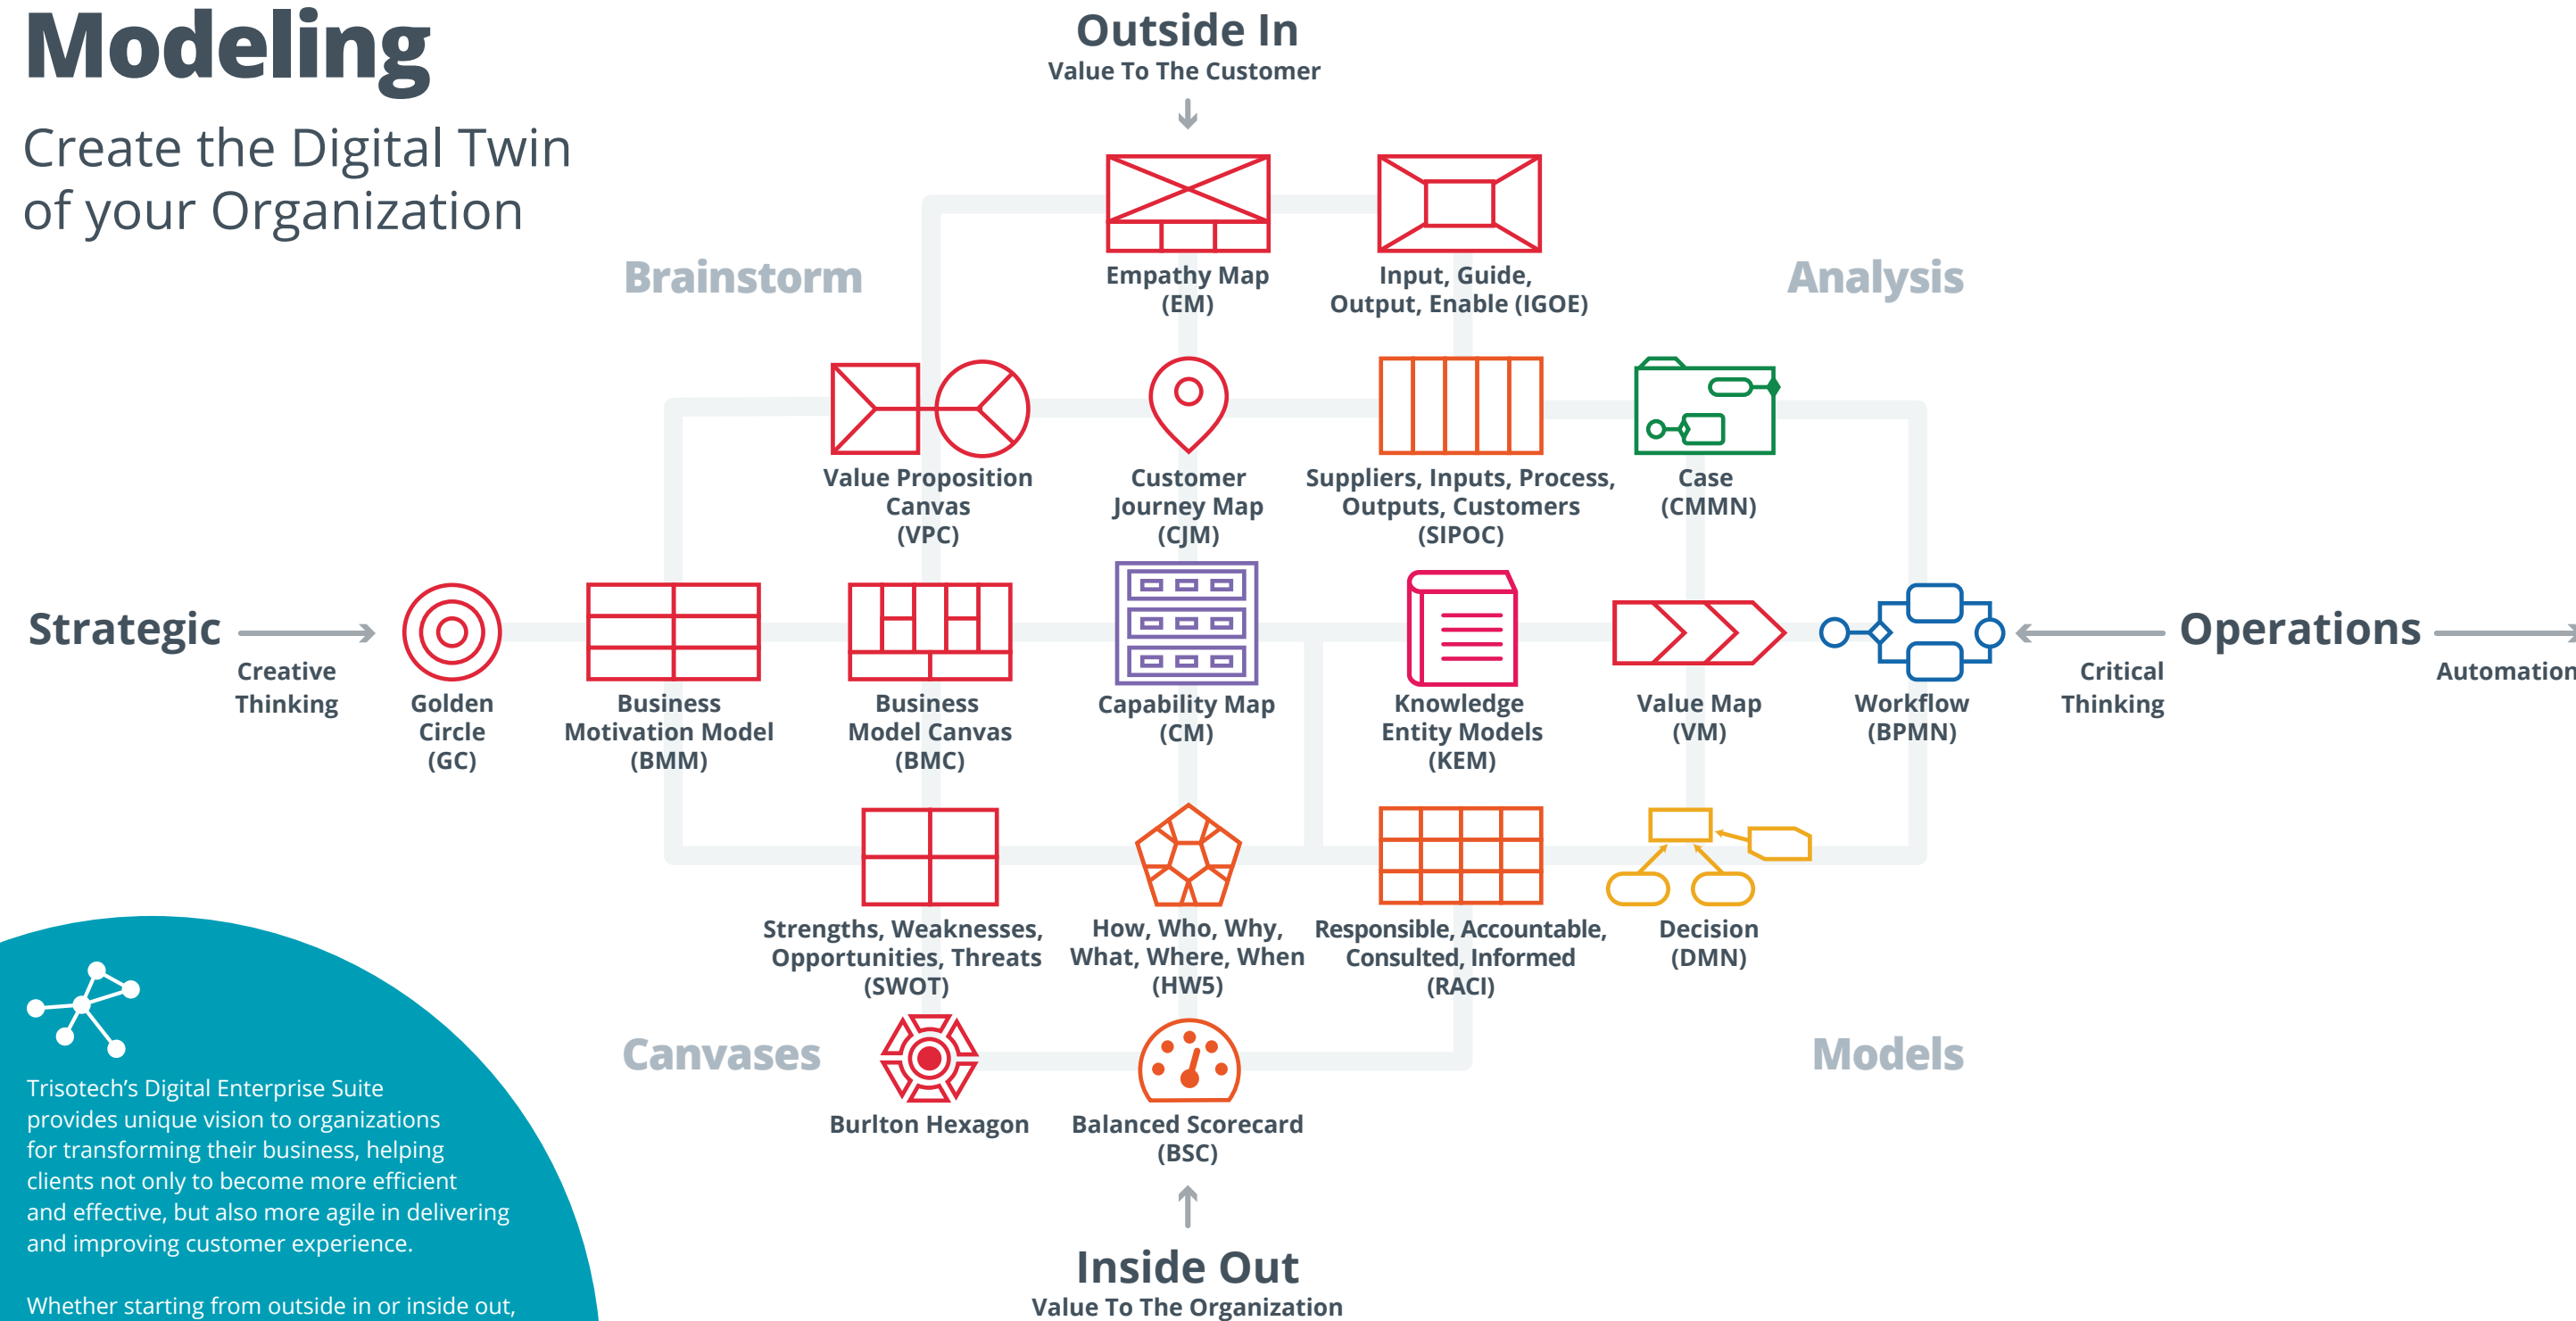 Modeling
Create the Digital Twin
of your Organization
Outside In
Value To The Customer
Brainstorm
Analysis
Empathy Map
(EM)
Input, Guide,
Output, Enable (IGOE)
Value Proposition
Canvas
(VPC)
Customer
Journey Map
(CJM)
Suppliers, Inputs, Process,
Outputs, Customers
(SIPOC)
Case
(CMMN)
Strategic
Creative
Thinking
Golden
Circle
(GC)
Business
Motivation Model
(BMM)
Business
Model Canvas
(BMC)
Capability Map
(CM)
Knowledge
Entity Models
(KEM)
Value Map
(VM)
Workflow
(BPMN)
Critical
Thinking
Operations
Automation
Strengths, Weaknesses,
Opportunities, Threats
(SWOT)
How, Who, Why,
What, Where, When
(HW5)
Responsible, Accountable,
Consulted, Informed
(RACI)
Decision
(DMN)
Canvases
Models
Burlton Hexagon
Balanced Scorecard
(BSC)
Inside Out
Value To The Organization
Trisotech’s Digital Enterprise Suite
provides unique vision to organizations
for transforming their business, helping
clients not only to become more efficient
and effective, but also more agile in delivering
and improving customer experience.
Whether starting from outside in or inside out,